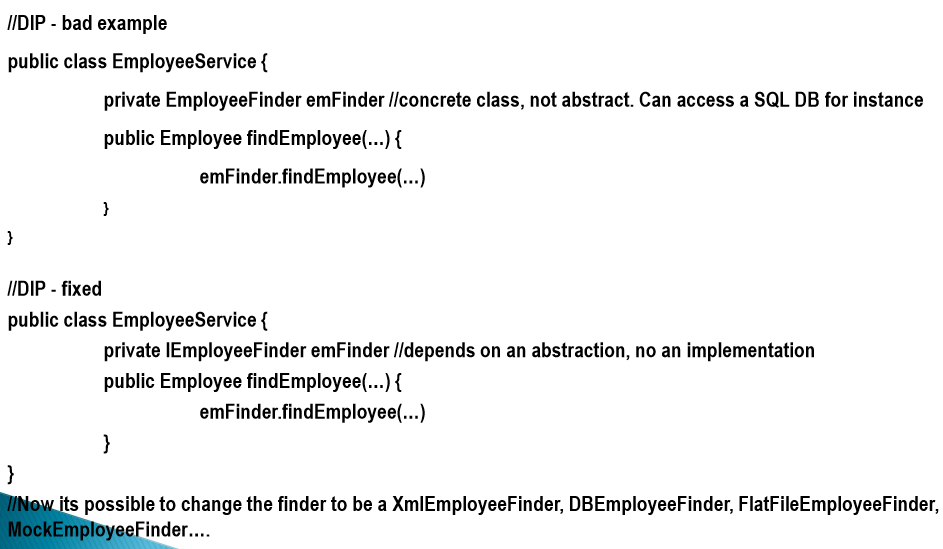 //DIP - bad example
public class EmployeeService {
private EmployeeFinder emFinder //concrete class, not abstract. Can access a SQL DB for instance
public Employee findEmployee(…) {
emFinder.findEmployee(…)
}
}
//DIP - fixed
public class EmployeeService {
private IEmployeeFinder emFinder //depends on an abstraction, no an implementation
public Employee findEmployee(…) {
emFinder.findEmployee(…)
}
}
//Now its possible to change the finder to be a XmlEmployeeFinder, DBEmployeeFinder, FlatFileEmployeeFinder,
MockEmployeeFinder….